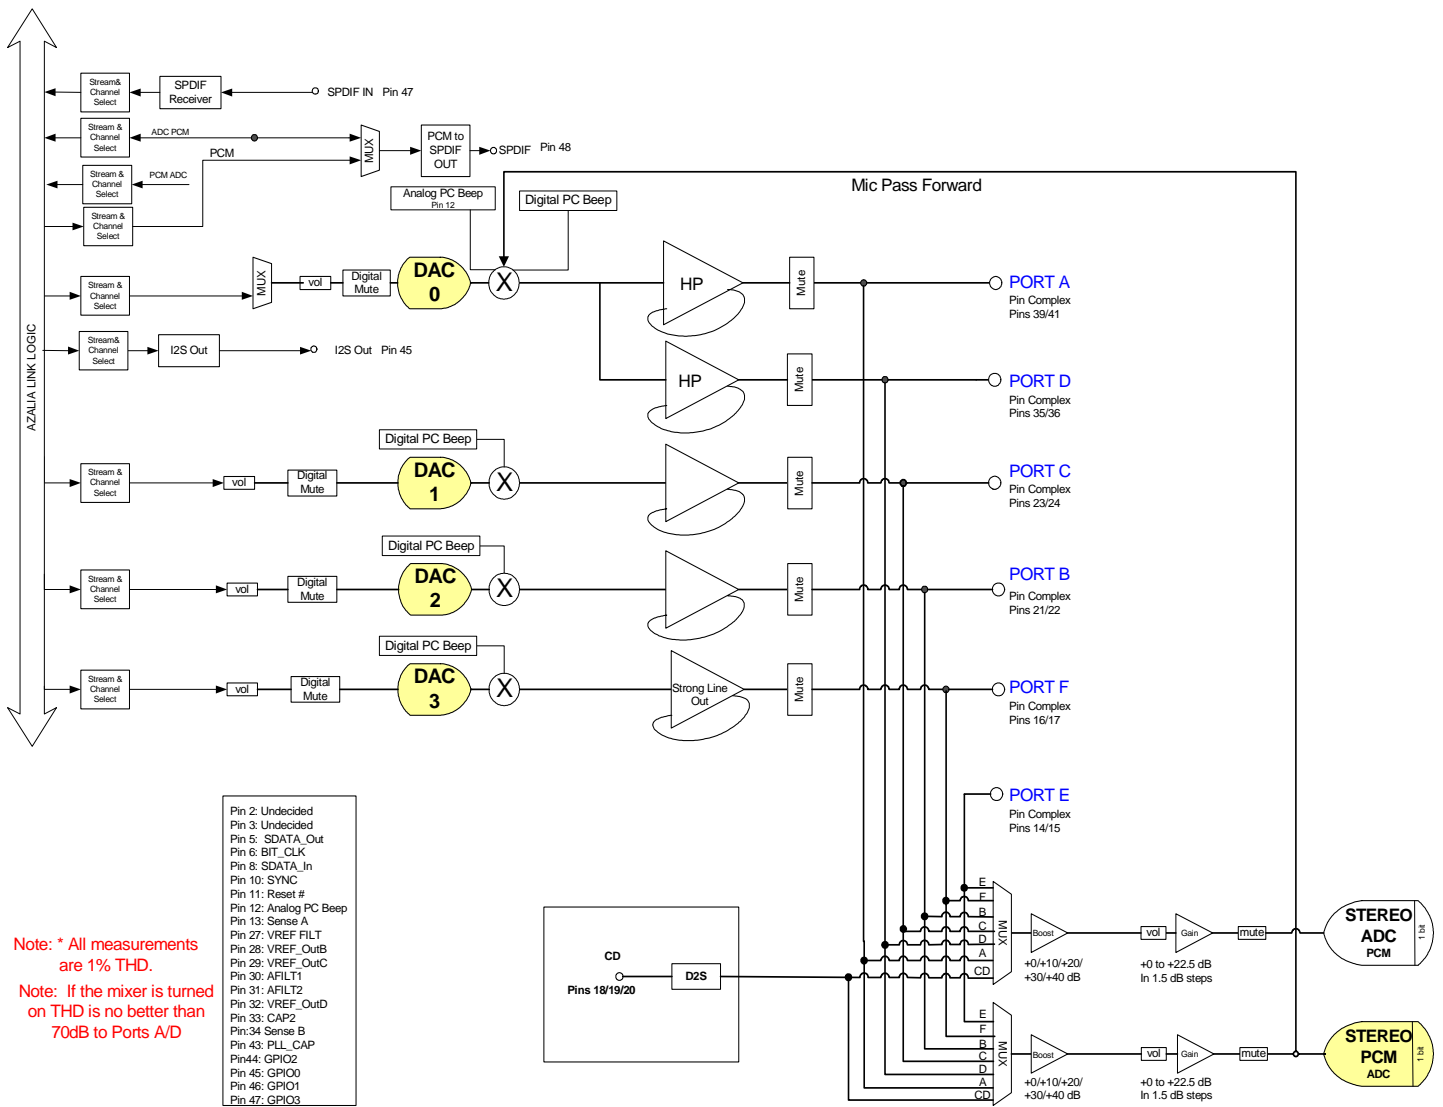 Stream&
Channel
Select
SPDIF
Receiver
SPDIF IN Pin 47
Stream &
Channel
Select
ADC PCM
MUX
PCM to
SPDIF
OUT
SPDIF Pin 48
PCM
Stream &
Channel
Select
PCM ADC
Stream &
Channel
Select
Analog PC Beep
Pin 12
Digital PC Beep
Mic Pass Forward
AZALIA LINK LOGIC
Stream &
Channel
Select
MUX
vol
Digital
Mute
DAC
0
X
HP
Mute
PORT A
Pin Complex
Pins 39/41
Stream&
Channel
Select
I2S Out
I2S Out Pin 45
HP
Mute
PORT D
Pin Complex
Pins 35/36
Digital PC Beep
Stream &
Channel
Select
vol
Digital
Mute
DAC
1
X
Mute
PORT C
Pin Complex
Pins 23/24
Digital PC Beep
Stream &
Channel
Select
vol
Digital
Mute
DAC
2
X
Mute
PORT B
Pin Complex
Pins 21/22
Digital PC Beep
Stream &
Channel
Select
vol
Digital
Mute
DAC
3
X
Strong Line
Out
Mute
PORT F
Pin Complex
Pins 16/17
PORT E
Pin Complex
Pins 14/15
Pin 2: Undecided
Pin 3: Undecided
Pin 5: SDATA_Out
Pin 6: BIT_CLK
Pin 8: SDATA_In
Pin 10: SYNC
Pin 11: Reset #
Pin 12: Analog PC Beep
Pin 13: Sense A
Pin 27: VREF FILT
Pin 28: VREF_OutB
Pin 29: VREF_OutC
Pin 30: AFILT1
Pin 31: AFILT2
Pin 32: VREF_OutD
Pin 33: CAP2
Pin:34 Sense B
Pin 43: PLL_CAP
Pin44: GPIO2
Pin 45: GPIO0
Pin 46: GPIO1
Pin 47: GPIO3
Note: * All measurements
are 1% THD.
Note: If the mixer is turned
on THD is no better than
70dB to Ports A/D
CD
Pins 18/19/20
D2S
E
F
B
C
D
A
CD
MUX
Boost
+0/+10/+20/
+30/+40 dB
vol
Gain
+0 to +22.5 dB
In 1.5 dB steps
mute
STEREO
ADC
PCM
1 bit
E
F
B
C
D
A
CD
MUX
Boost
+0/+10/+20/
+30/+40 dB
vol
Gain
+0 to +22.5 dB
In 1.5 dB steps
mute
STEREO
PCM
ADC
1 bit